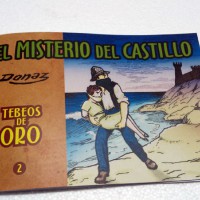 EL MISTERIO DEL CASTILLO
Donaz
TEBEOS
DE
ORO
2